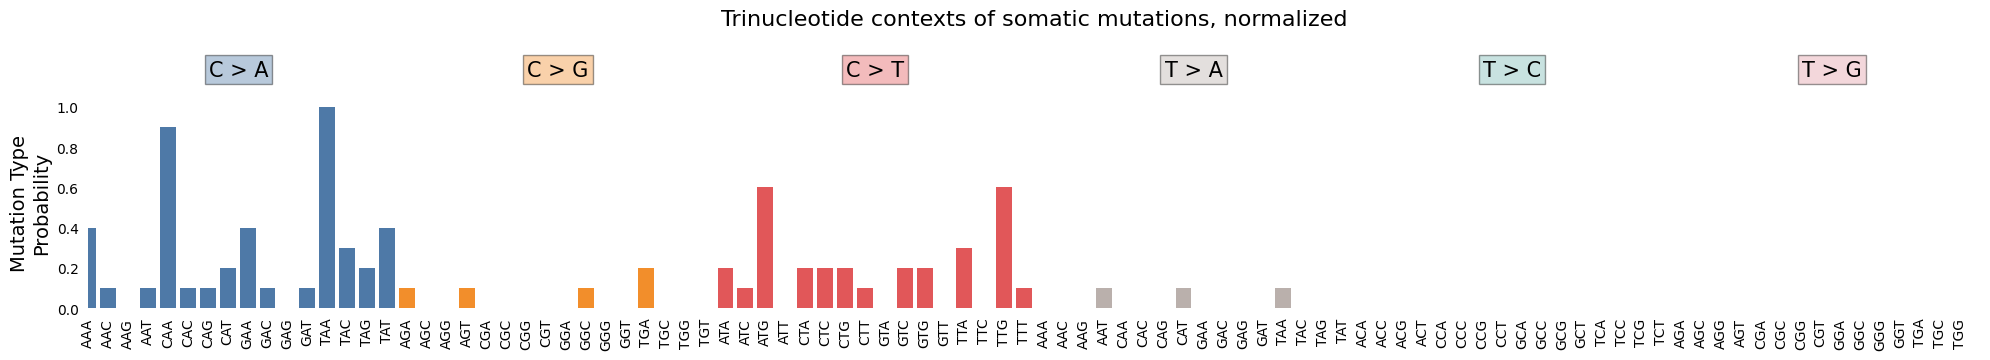 Trinucleotide contexts of somatic mutations, normalized
C > A
C > G
C > T
T > A
T > C
T > G
Mutation Type
Probability
1.0
0.8
0.6
0.4
0.2
0.0
AAA
AAC
AAG
AAT
CAA
CAC
CAG
CAT
GAA
GAC
GAG
GAT
TAA
TAC
TAG
TAT
AGA
AGC
AGG
AGT
CGA
CGC
CGG
CGT
GGA
GGC
GGG
GGT
TGA
TGC
TGG
TGT
ATA
ATC
ATG
ATT
CTA
CTC
CTG
CTT
GTA
GTC
GTG
GTT
TTA
TTC
TTG
TTT
AAA
AAC
AAG
AAT
CAA
CAC
CAG
CAT
GAA
GAC
GAG
GAT
TAA
TAC
TAG
TAT
ACA
ACC
ACG
ACT
CCA
CCC
CCG
CCT
GCA
GCC
GCG
GCT
TCA
TCC
TCG
TCT
AGA
AGC
AGG
AGT
CGA
CGC
CGG
CGT
GGA
GGC
GGG
GGT
TGA
TGC
TGG